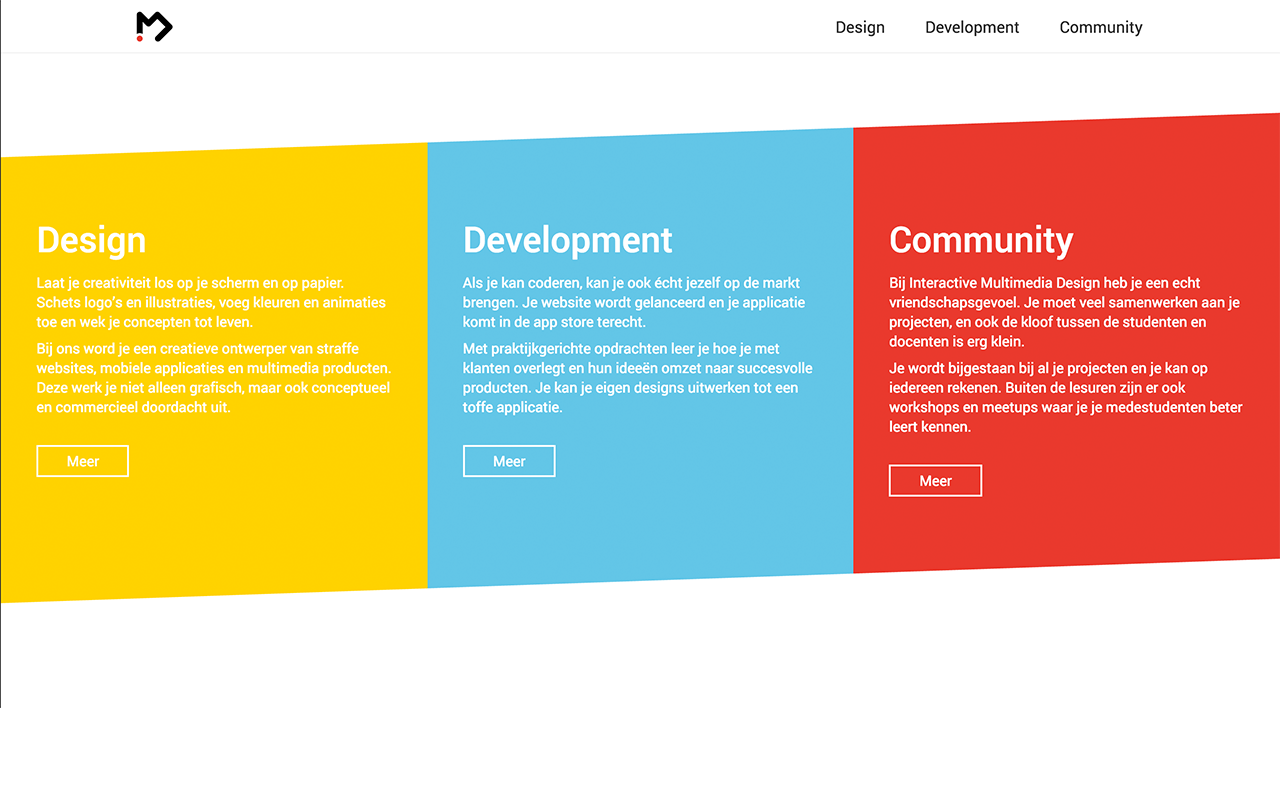 Design
Development
Community
Design
Laat je creativiteit los op je scherm en op papier.
Schets logo's en illustraties, voeg kleuren en animaties
toe en wek je concepten tot leven.
Bij ons word je een creatieve ontwerper van straffe
websites, mobiele applicaties en multimedia producten.
Deze werk je niet alleen grafisch, maar ook conceptueel
en commercieel doordacht uit.
Meer
Development
Als je kan coderen, kan je ook écht jezelf op de markt
brengen. Je website wordt gelanceerd en je applicatie
komt in de app store terecht.
Met praktijkgerichte opdrachten leer je hoe je met
klanten overlegt en hun ideeën omzet naar succesvolle
producten. Je kan je eigen designs uitwerken tot een
toffe applicatie.
Meer
Community
Bij Interactive Multimedia Design heb je een echt
vriendschapsgevoel. Je moet veel samenwerken aan je
projecten, en ook de kloof tussen de studenten en
docenten is erg klein.
Je wordt bijgestaan bij al je projecten en je kan op
iedereen rekenen. Buiten de lesuren zijn er ook
workshops en meetups waar je je medestudenten beter
leert kennen.
Meer